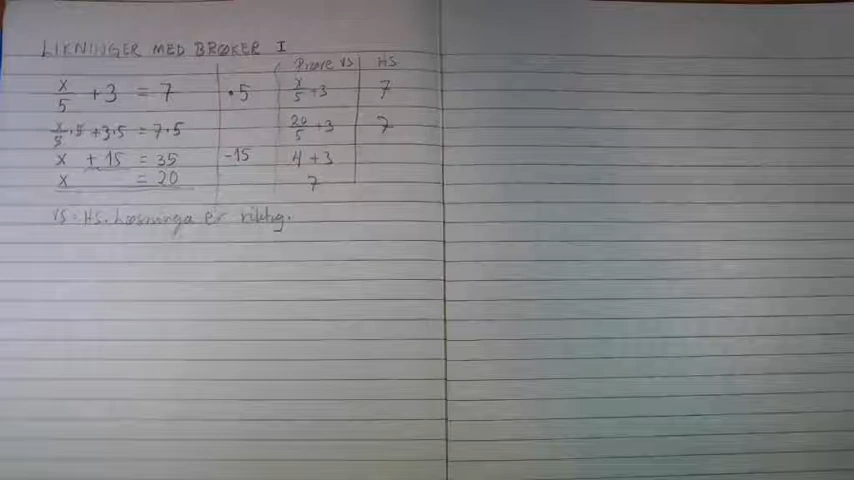 LIKNINGER MED BRØKER I
Prøve VS HS
x/5 + 3 = 7 | · 5 | x/5 + 3 | 7
x/5 · 5 + 3 · 5 = 7 · 5 | 20/5 + 3 | 7
x + 15 = 35 | -15 | 4 + 3
x = 20 | 7
VS = HS. Løsninga er riktig.